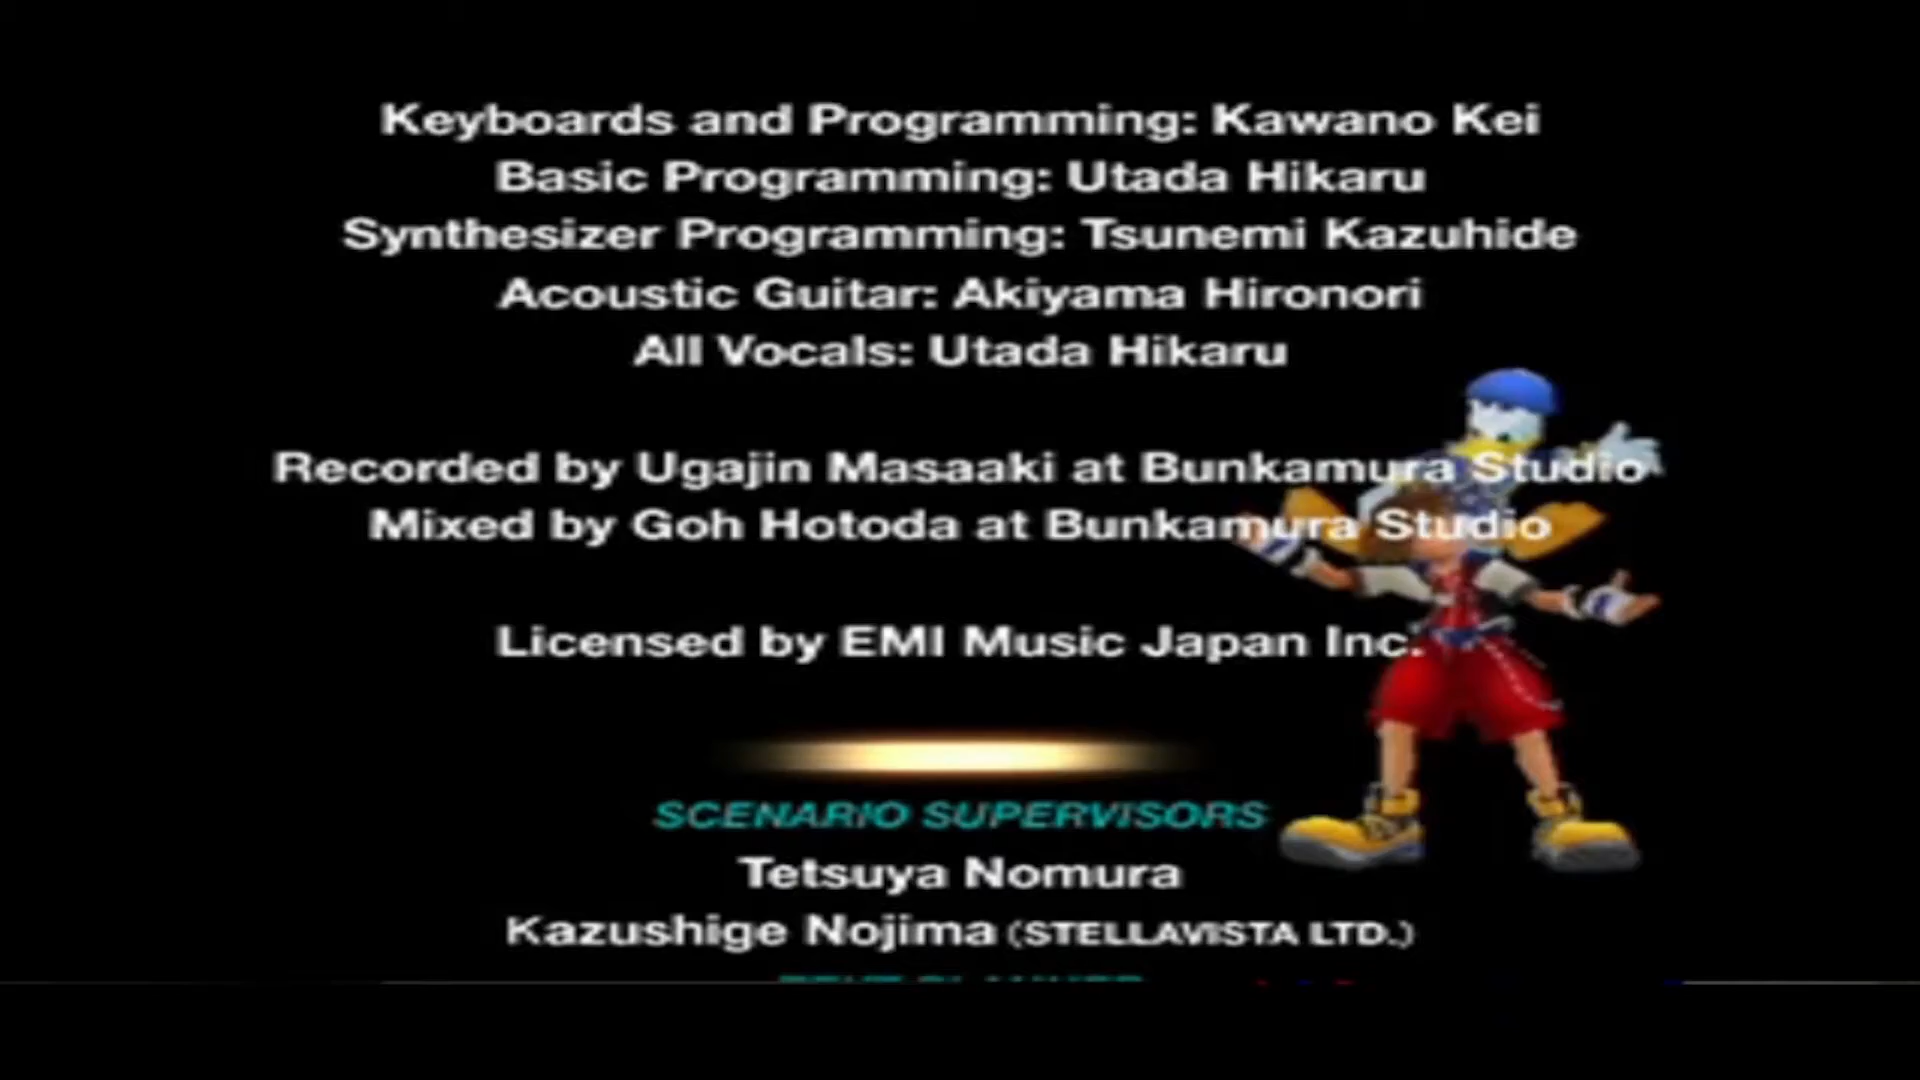 Keyboards and Programming: Kawano Kei
Basic Programming: Utada Hikaru
Synthesizer Programming: Tsunemi Kazuhide
Acoustic Guitar: Akiyama Hironori
All Vocals: Utada Hikaru
Recorded by Ugajin Masaaki at Bunkamura Studio
Mixed by Goh Hotoda at Bunkamura Studio
Licensed by EMI Music Japan Inc.
SCENARIO SUPERVISORS
Tetsuya Nomura
Kazushige Nojima (STELLAVISTA LTD.)